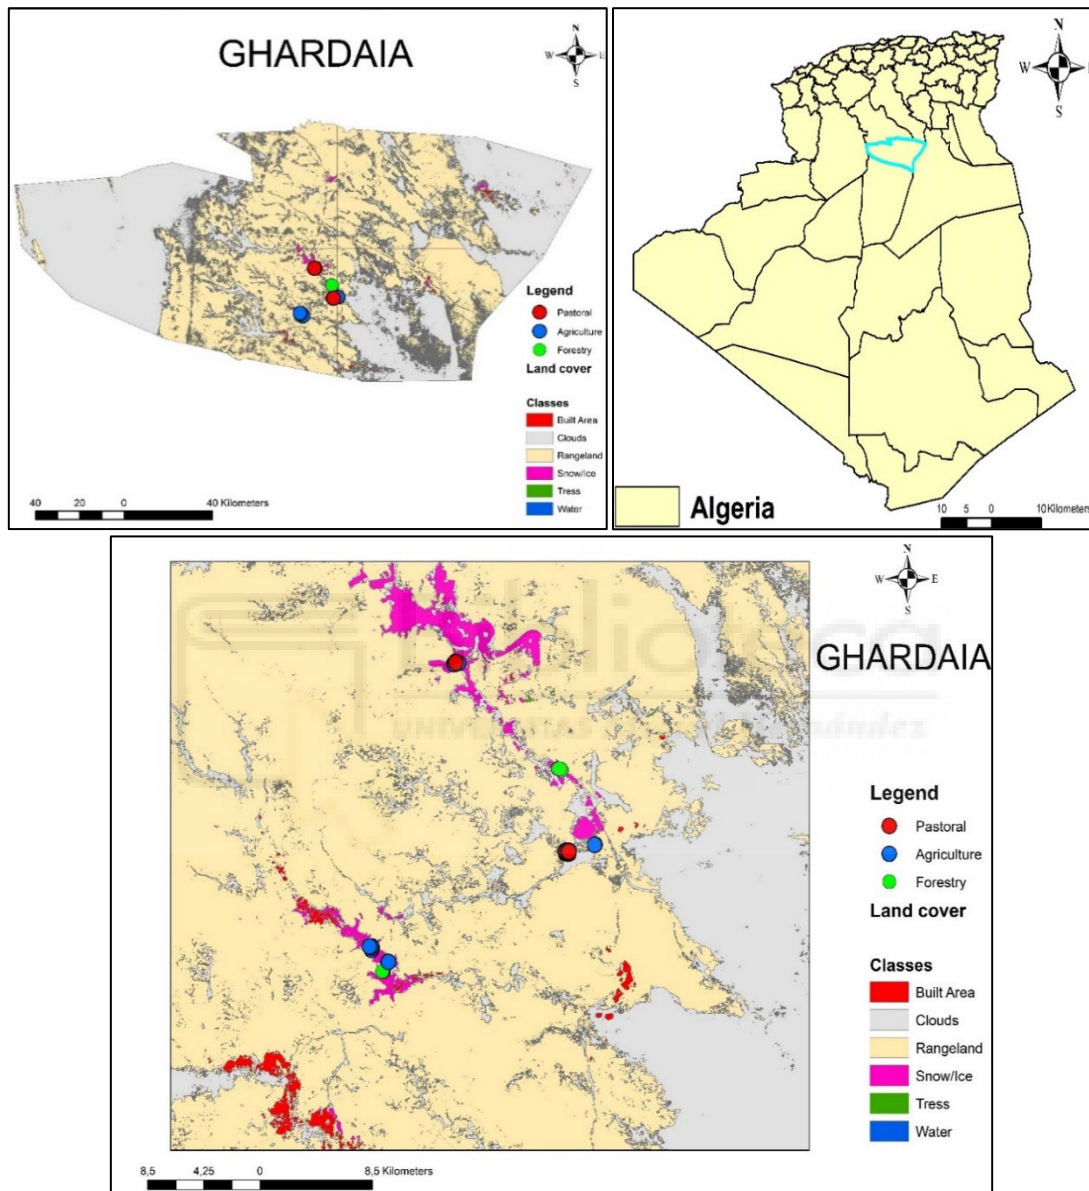 GHARDAIA
N
W E
S
Legend
Pastoral
Agriculture
Forestry
Land cover
Classes
Built Area
Clouds
Rangeland
Snow/Ice
Tress
Water
40 20 0 40 Kilometers
N
W
S
Algeria
10 5 0 10Kilometers
N
W E
S
GHARDAIA
Legend
Pastoral
Agriculture
Forestry
Land cover
Classes
Built Area
Clouds
Rangeland
Snow/Ice
Tress
Water
8,5 4,25 0 8,5 Kilometers